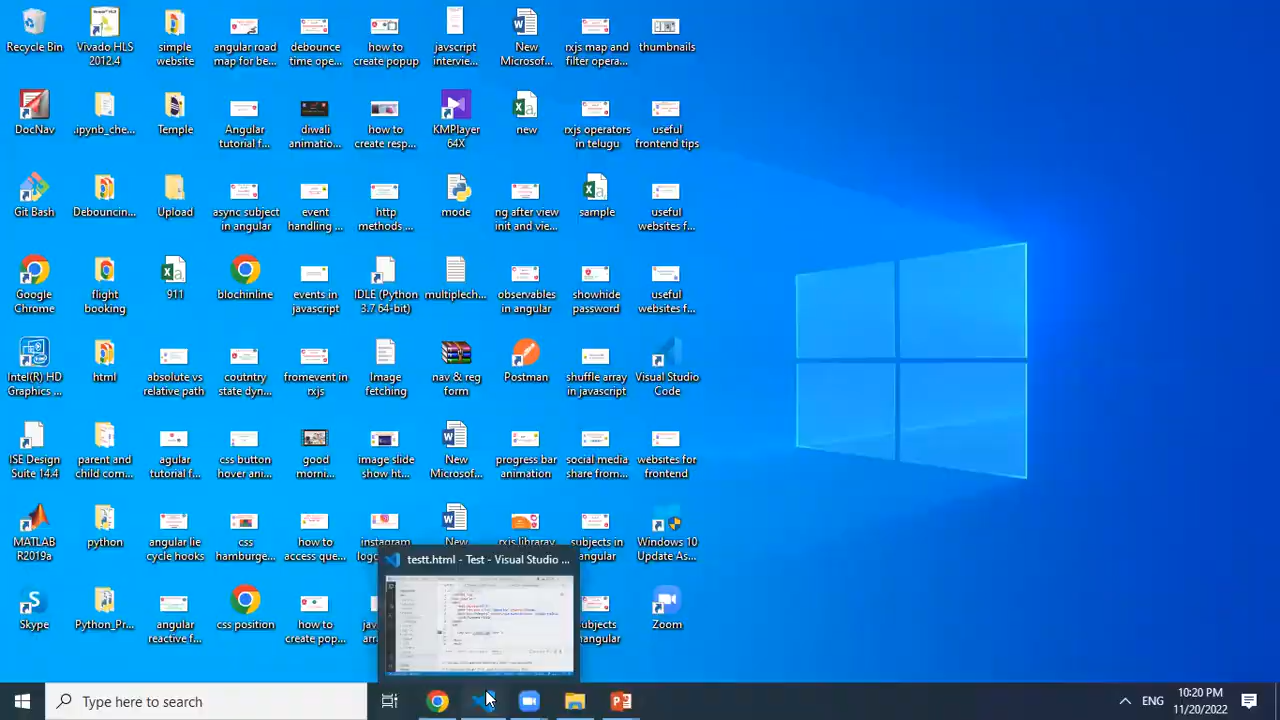 Recycle Bin
Vivado HLS
2012.4
simple
website
angular road
map for be...
debounce
time ope...
how to
create popup
javscript
intervie...
New
Microsof...
rxjs map and
filter opera...
thumbnails
DocNav
.ipynb_che...
Temple
Angular
tutorial f...
diwali
animatio...
how to
create resp...
KMPlayer
64X
new
rxjs operators
in telugu
useful
frontend tips
Git Bash
Debouncin...
Upload
async subject
in angular
event
handling ...
http
methods ...
mode
ng after view
init and vie...
sample
useful
websites f...
Google
Chrome
flight
booking
911
blochinline
events in
javascript
IDLE (Python
3.7 64-bit)
multiplech...
observables
in angular
showhide
password
useful
websites f...
Intel(R) HD
Graphics ...
html
absolute vs
relative path
coutntry
state dyn...
fromevent in
rxjs
Image
fetching
nav & reg
form
Postman
shuffle array
in javascript
Visual Studio
Code
ISE Design
Suite 14.4
parent and
child com...
agular
tutorial f...
css button
hover ani...
good
morni...
image slide
show ht...
New
Microsof...
progress bar
animation
social media
share from...
websites for
frontend
MATLAB
R2019a
python
angular lie
cycle hooks
css
hamburge...
how to
access que...
instagram
New
rxjs libraray
subjects in
angular
Windows 10
Update As...
testt.html - Test - Visual Studio ...
Skype
Python_Pr...
angular
reactive f...
css position
how to
create pop...
Zoom
Type here to search
ENG
10:20 PM
11/20/2022